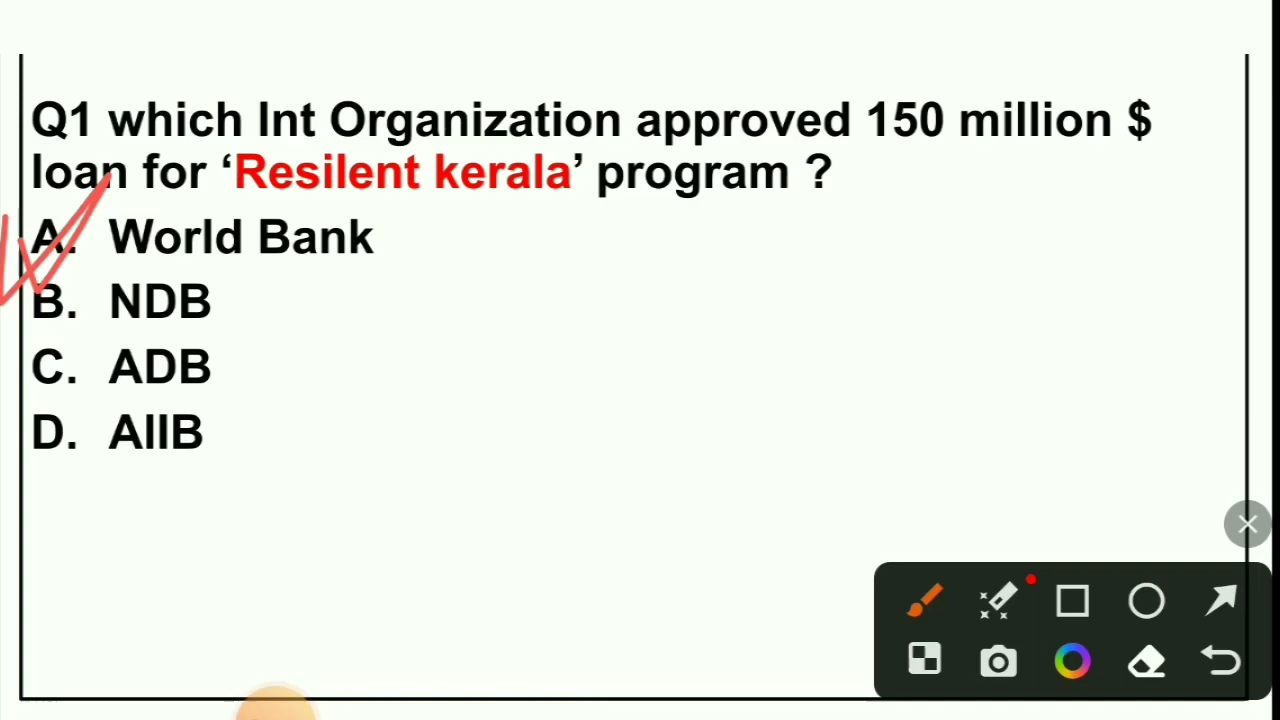 Q1 which Int Organization approved 150 million $
loan for ‘Resilent kerala’ program ?
A. World Bank
B. NDB
C. ADB
D. AIIB